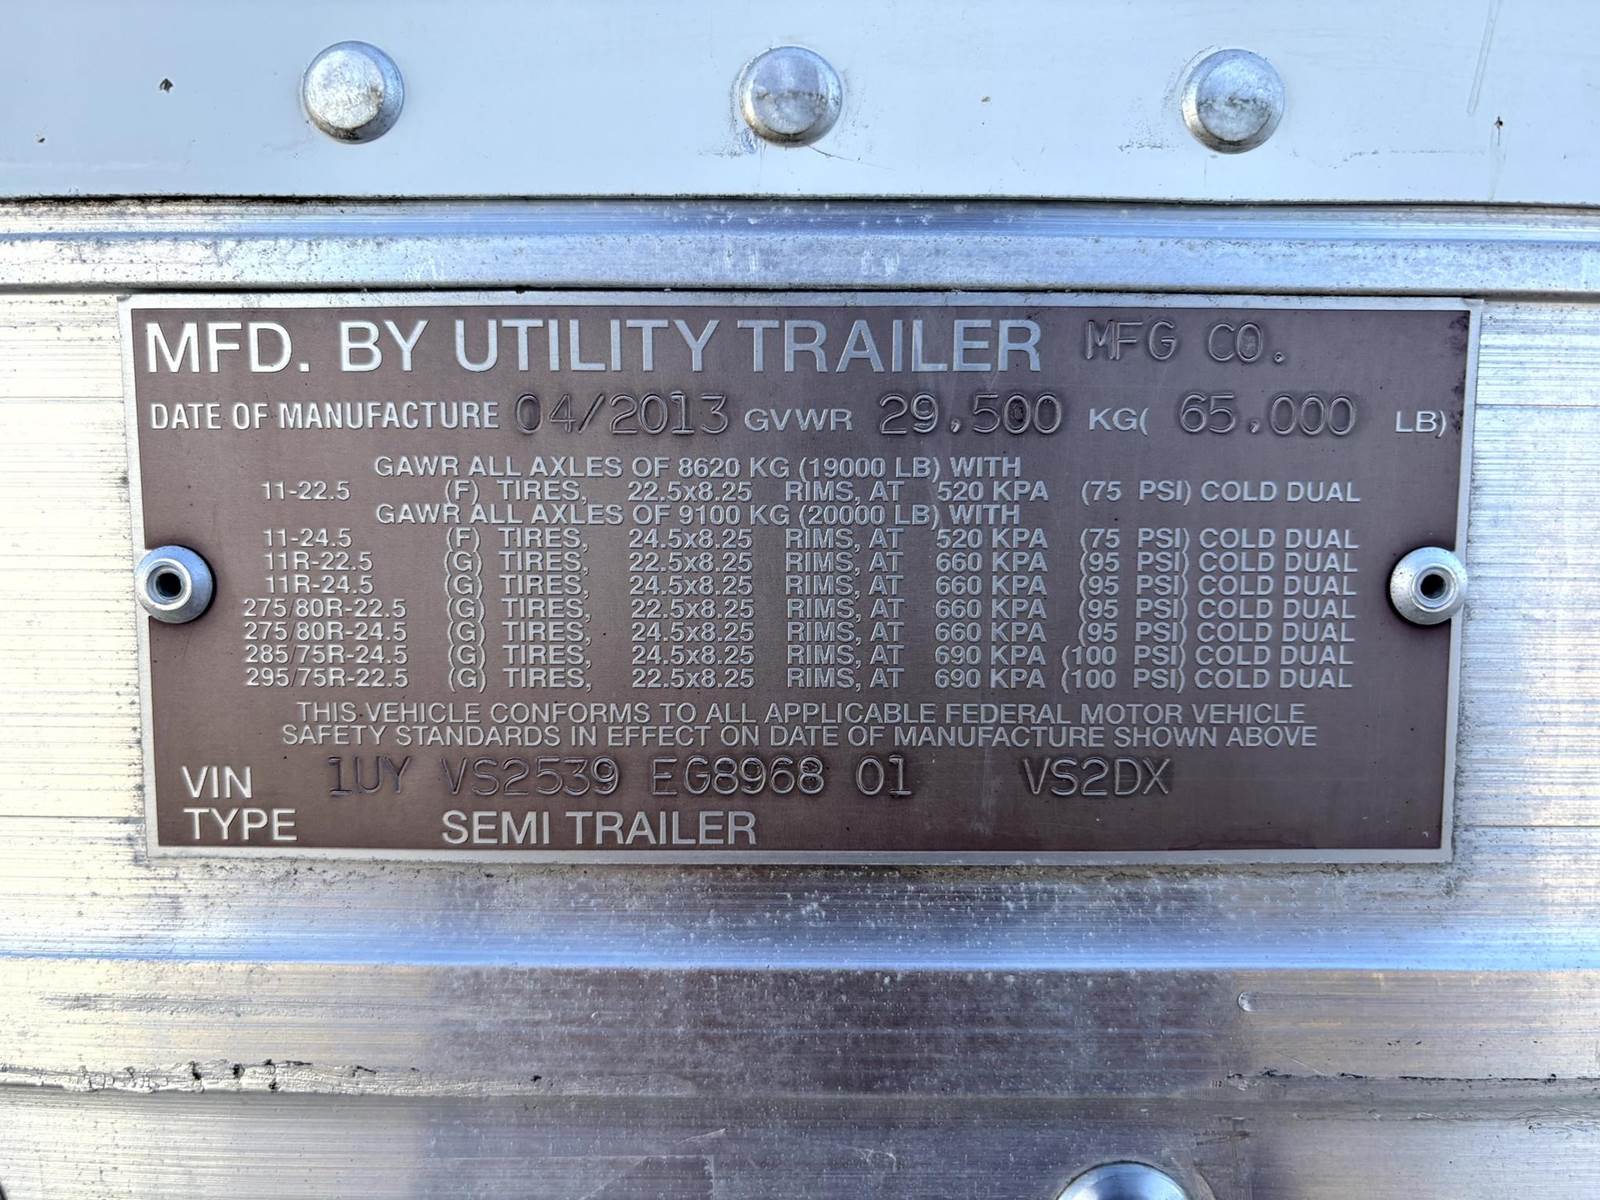 MFD. BY UTILITY TRAILER MFG CO.
DATE OF MANUFACTURE 04/2013 GVWR 29,500 KG( 65,000 LB)
GAWR ALL AXLES OF 8620 KG (19000 LB) WITH
11-22.5 (F) TIRES, 22.5x8.25 RIMS, AT 520 KPA (75 PSI) COLD DUAL
GAWR ALL AXLES OF 9100 KG (20000 LB) WITH
11-24.5 (F) TIRES, 24.5x8.25 RIMS, AT 520 KPA (75 PSI) COLD DUAL
11R-22.5 (G) TIRES, 22.5x8.25 RIMS, AT 660 KPA (95 PSI) COLD DUAL
11R-24.5 (G) TIRES, 24.5x8.25 RIMS, AT 660 KPA (95 PSI) COLD DUAL
275/80R-22.5 (G) TIRES, 22.5x8.25 RIMS, AT 660 KPA (95 PSI) COLD DUAL
275/80R-24.5 (G) TIRES, 24.5x8.25 RIMS, AT 660 KPA (95 PSI) COLD DUAL
285/75R-24.5 (G) TIRES, 24.5x8.25 RIMS, AT 690 KPA (100 PSI) COLD DUAL
295/75R-22.5 (G) TIRES, 22.5x8.25 RIMS, AT 690 KPA (100 PSI) COLD DUAL
THIS VEHICLE CONFORMS TO ALL APPLICABLE FEDERAL MOTOR VEHICLE
SAFETY STANDARDS IN EFFECT ON DATE OF MANUFACTURE SHOWN ABOVE
VIN 1UY VS2539 EG8968 01 VS2DX
TYPE SEMI TRAILER